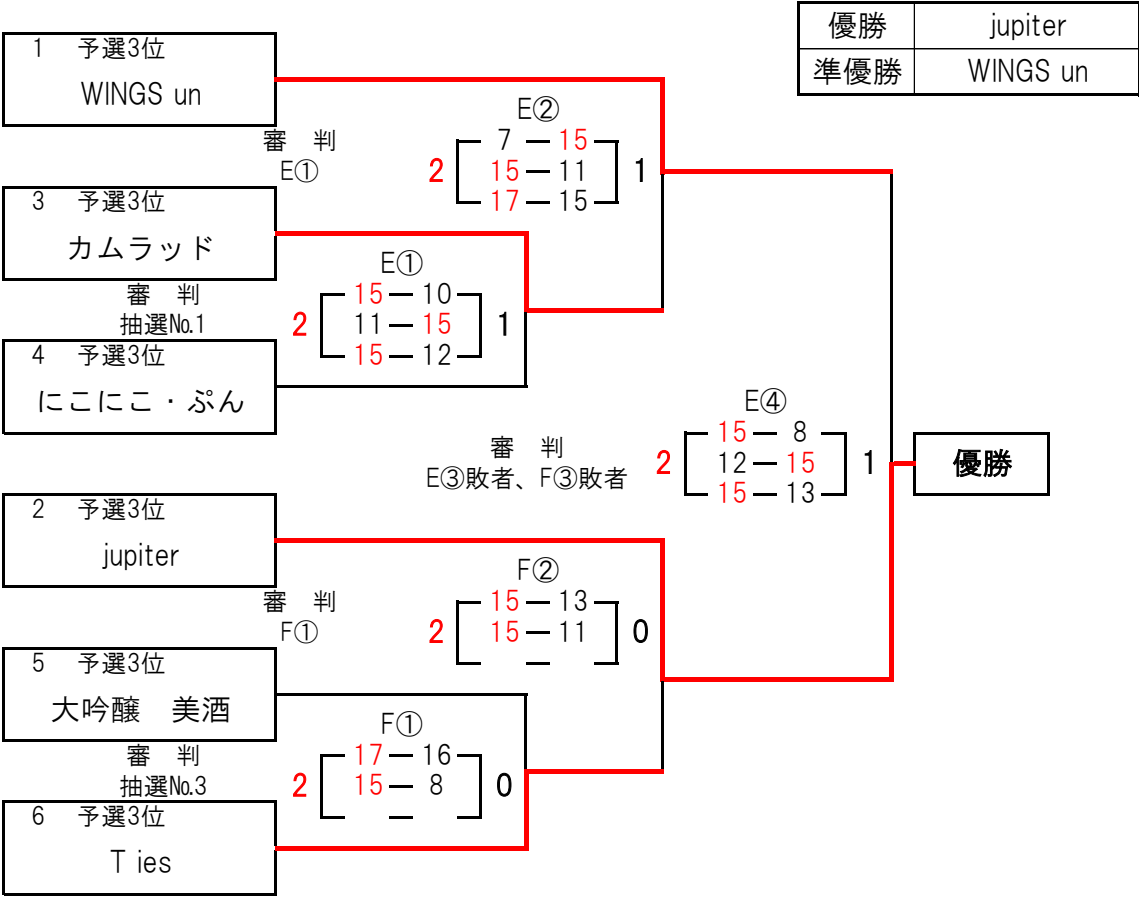 優勝 jupiter
準優勝 WINGS un
1 予選3位
WINGS un
審 判
E①
E②
7 — 15
2 15 — 11 1
17 — 15
3 予選3位
カムラッド
審 判
抽選№1
E①
15 — 10
2 11 — 15 1
15 — 12
4 予選3位
にこにこ・ぷん
審 判
E③敗者、F③敗者
E④
15 — 8
2 12 — 15 1
15 — 13
優勝
2 予選3位
jupiter
審 判
F①
F②
15 — 13
2 15 — 11 0
—
5 予選3位
大吟醸 美酒
審 判
抽選№3
F①
17 — 16
2 15 — 8 0
—
6 予選3位
T ies